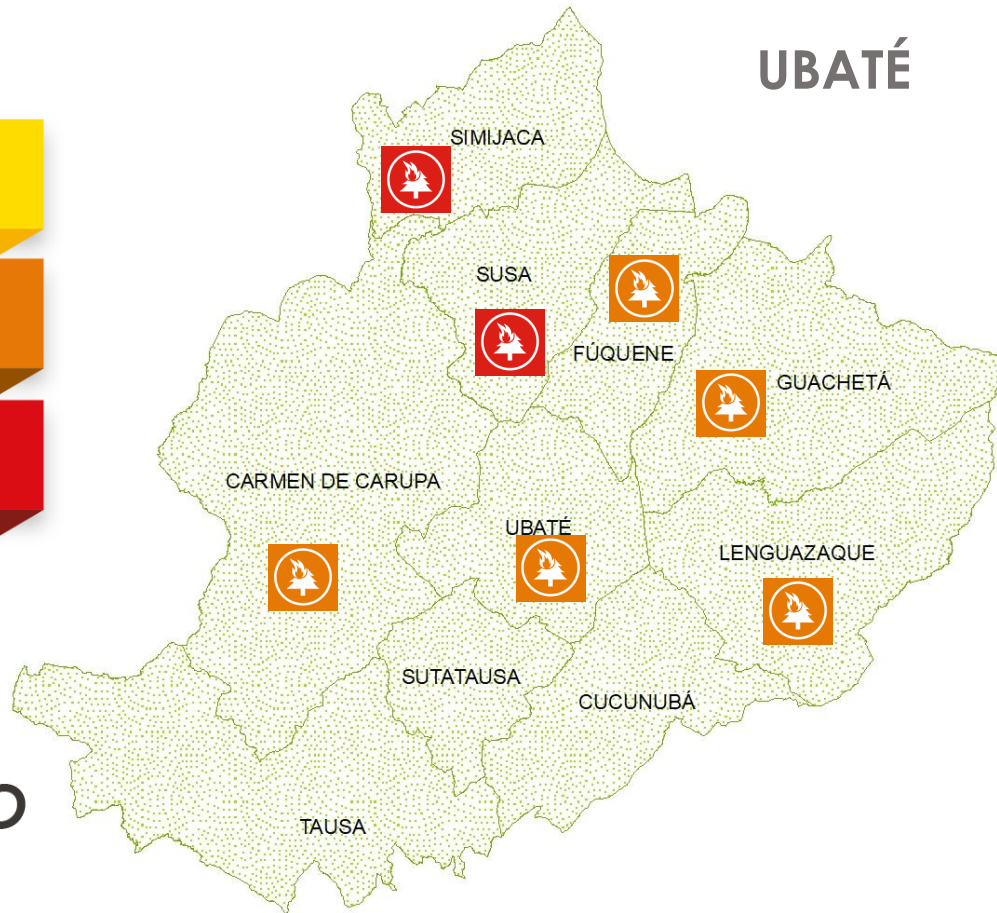 UBATÉ
SIMIJACA
SUSA
FÚQUENE
GUACHETÁ
CARMEN DE CARUPA
UBATÉ
LENGUAZAQUE
SUTATAUSA
CUCUNUBÁ
O
TAUSA